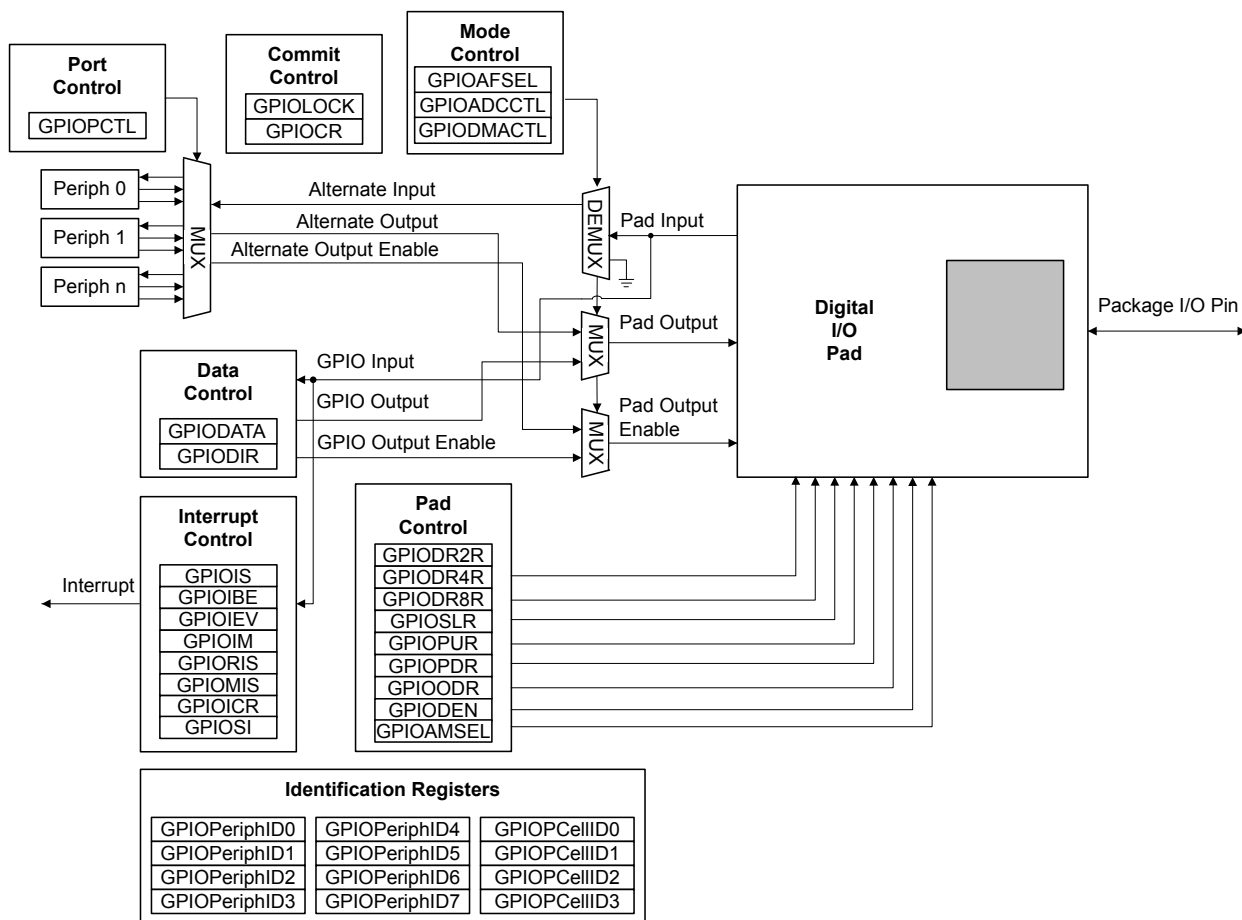 Port
Control
GPIOPCTL
Commit
Control
GPIOLOCK
GPIOCR
Mode
Control
GPIOAFSEL
GPIOADCCTL
GPIODMACTL
Periph 0
Periph 1
Periph n
MUX
Alternate Input
Alternate Output
Alternate Output Enable
DEMUX
Pad Input
MUX
Pad Output
MUX
Pad Output
Enable
Digital
I/O
Pad
Package I/O Pin
Data
Control
GPIODATA
GPIODIR
GPIO Input
GPIO Output
GPIO Output Enable
Interrupt
Control
GPIOIS
GPIOIBE
GPIOIEV
GPIOIM
GPIORIS
GPIOMIS
GPIOICR
GPIOSI
Interrupt
Pad
Control
GPIODR2R
GPIODR4R
GPIODR8R
GPIOSLR
GPIOPUR
GPIOPDR
GPIOODR
GPIODEN
GPIOAMSEL
Identification Registers
GPIOPeriphID0
GPIOPeriphID1
GPIOPeriphID2
GPIOPeriphID3
GPIOPeriphID4
GPIOPeriphID5
GPIOPeriphID6
GPIOPeriphID7
GPIOPCellID0
GPIOPCellID1
GPIOPCellID2
GPIOPCellID3